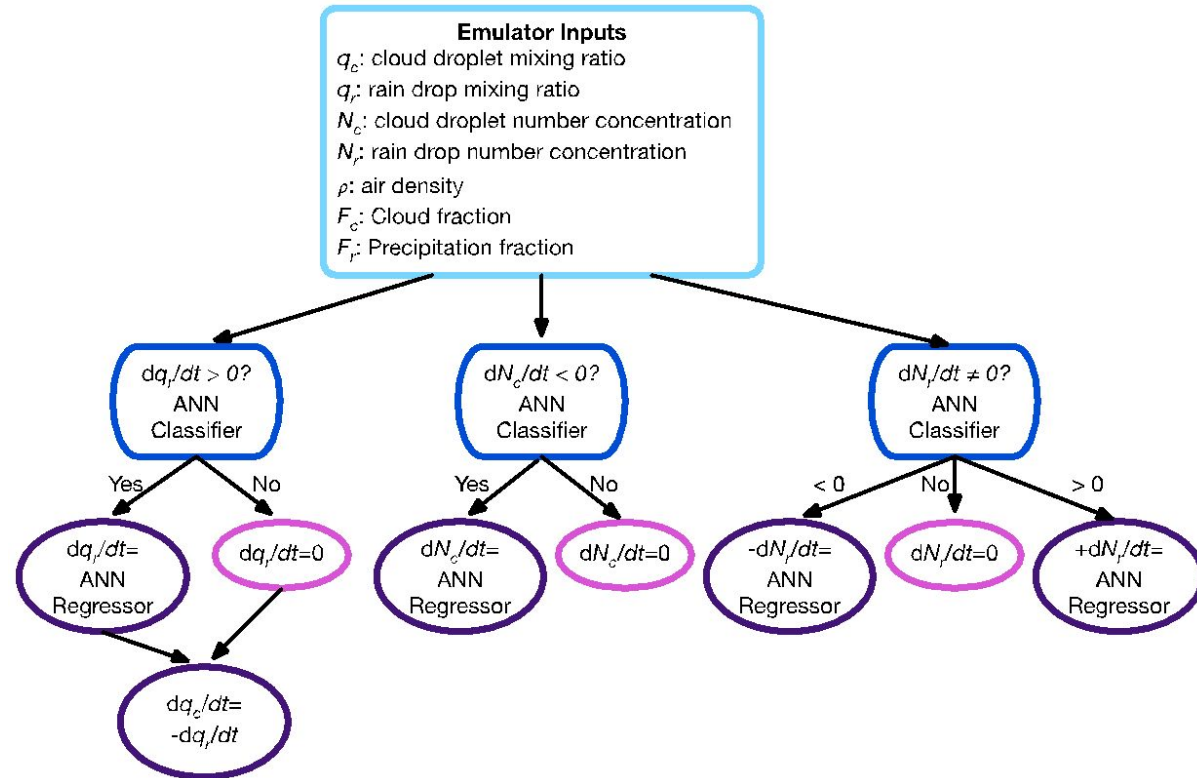 Emulator Inputs
q_c: cloud droplet mixing ratio
q_r: rain drop mixing ratio
N_c: cloud droplet number concentration
N_r: rain drop number concentration
ρ: air density
F_c: Cloud fraction
F_r: Precipitation fraction
dq_r/dt > 0?
ANN
Classifier
dN_c/dt < 0?
ANN
Classifier
dN_r/dt ≠ 0?
ANN
Classifier
Yes
No
Yes
No
< 0
No
> 0
dq_r/dt=
ANN
Regressor
dq_r/dt=0
dN_c/dt=
ANN
Regressor
dN_c/dt=0
-dN_r/dt=
ANN
Regressor
dN_r/dt=0
+dN_r/dt=
ANN
Regressor
dq_c/dt=
-dq_r/dt